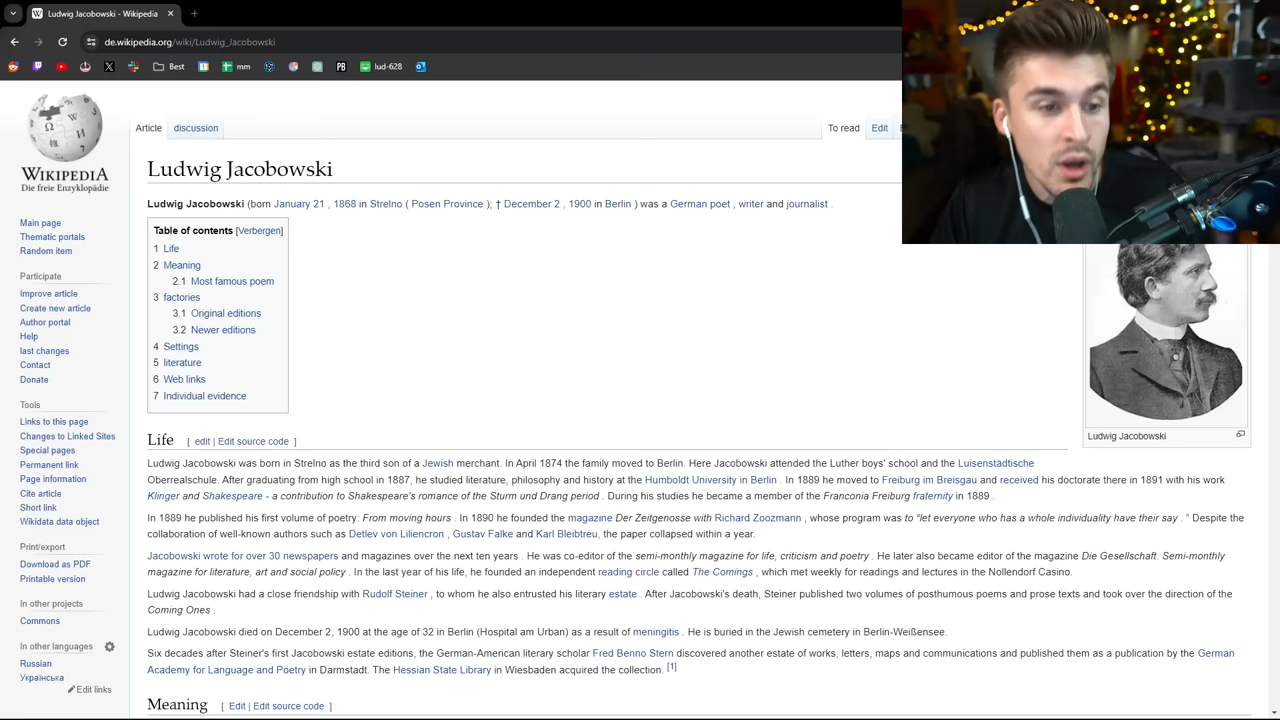 Ludwig Jacobowski - Wikipedia
de.wikipedia.org/wiki/Ludwig_Jacobowski
Best
mm
PB
lud-628
WIKIPEDIA
Die freie Enzyklopädie
Main page
Thematic portals
Random item
Participate
Improve article
Create new article
Author portal
Help
last changes
Contact
Donate
Tools
Links to this page
Changes to Linked Sites
Special pages
Permanent link
Page information
Cite article
Short link
Wikidata data object
Print/export
Download as PDF
Printable version
In other projects
Commons
In other languages
Russian
Українська
Edit links
Article
discussion
To read
Edit
Ludwig Jacobowski
Ludwig Jacobowski (born January 21 , 1868 in Strelno ( Posen Province ); † December 2 , 1900 in Berlin ) was a German poet , writer and journalist .
Table of contents [Verbergen]
1 Life
2 Meaning
2.1 Most famous poem
3 factories
3.1 Original editions
3.2 Newer editions
4 Settings
5 literature
6 Web links
7 Individual evidence
Ludwig Jacobowski
Life [ edit | Edit source code ]
Ludwig Jacobowski was born in Strelno as the third son of a Jewish merchant. In April 1874 the family moved to Berlin. Here Jacobowski attended the Luther boys' school and the Luisenstädtische
Oberrealschule. After graduating from high school in 1887, he studied literature, philosophy and history at the Humboldt University in Berlin . In 1889 he moved to Freiburg im Breisgau and received his doctorate there in 1891 with his work
Klinger and Shakespeare - a contribution to Shakespeare's romance of the Sturm und Drang period . During his studies he became a member of the Franconia Freiburg fraternity in 1889 .
In 1889 he published his first volume of poetry: From moving hours . In 1890 he founded the magazine Der Zeitgenosse with Richard Zoozmann , whose program was to “let everyone who has a whole individuality have their say . ” Despite the
collaboration of well-known authors such as Detlev von Liliencron , Gustav Falke and Karl Bleibtreu, the paper collapsed within a year.
Jacobowski wrote for over 30 newspapers and magazines over the next ten years . He was co-editor of the semi-monthly magazine for life, criticism and poetry . He later also became editor of the magazine Die Gesellschaft. Semi-monthly
magazine for literature, art and social policy . In the last year of his life, he founded an independent reading circle called The Comings , which met weekly for readings and lectures in the Nollendorf Casino.
Ludwig Jacobowski had a close friendship with Rudolf Steiner , to whom he also entrusted his literary estate . After Jacobowski's death, Steiner published two volumes of posthumous poems and prose texts and took over the direction of the
Coming Ones .
Ludwig Jacobowski died on December 2, 1900 at the age of 32 in Berlin (Hospital am Urban) as a result of meningitis . He is buried in the Jewish cemetery in Berlin-Weißensee.
Six decades after Steiner's first Jacobowski estate editions, the German-American literary scholar Fred Benno Stern discovered another estate of works, letters, maps and communications and published them as a publication by the German
Academy for Language and Poetry in Darmstadt. The Hessian State Library in Wiesbaden acquired the collection. [1]
Meaning [ Edit | Edit source code ]